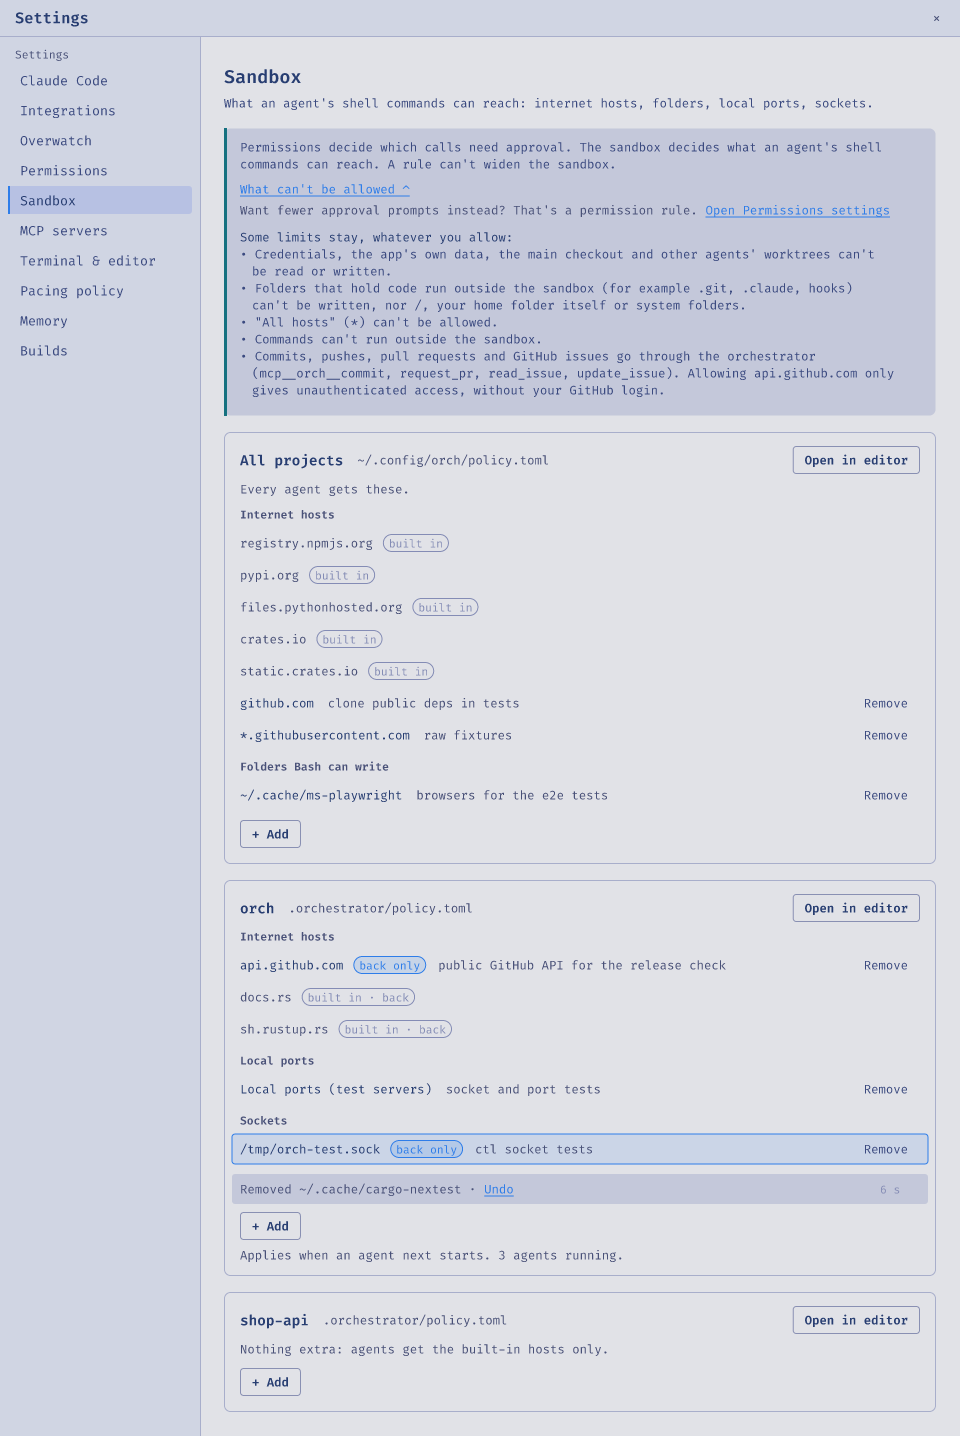 Settings
×
Settings
Claude Code
Integrations
Overwatch
Permissions
Sandbox
MCP servers
Terminal & editor
Pacing policy
Memory
Builds
Sandbox
What an agent's shell commands can reach: internet hosts, folders, local ports, sockets.
Permissions decide which calls need approval. The sandbox decides what an agent's shell
commands can reach. A rule can't widen the sandbox.
What can't be allowed ^
Want fewer approval prompts instead? That's a permission rule. Open Permissions settings
Some limits stay, whatever you allow:
• Credentials, the app's own data, the main checkout and other agents' worktrees can't
be read or written.
• Folders that hold code run outside the sandbox (for example .git, .claude, hooks)
can't be written, nor /, your home folder itself or system folders.
• "All hosts" (*) can't be allowed.
• Commands can't run outside the sandbox.
• Commits, pushes, pull requests and GitHub issues go through the orchestrator
(mcp__orch__commit, request_pr, read_issue, update_issue). Allowing api.github.com only
gives unauthenticated access, without your GitHub login.
All projects ~/.config/orch/policy.toml Open in editor
Every agent gets these.
Internet hosts
registry.npmjs.org built in
pypi.org built in
files.pythonhosted.org built in
crates.io built in
static.crates.io built in
github.com clone public deps in tests Remove
*.githubusercontent.com raw fixtures Remove
Folders Bash can write
~/.cache/ms-playwright browsers for the e2e tests Remove
+ Add
orch .orchestrator/policy.toml Open in editor
Internet hosts
api.github.com back only public GitHub API for the release check Remove
docs.rs built in · back
sh.rustup.rs built in · back
Local ports
Local ports (test servers) socket and port tests Remove
Sockets
/tmp/orch-test.sock back only ctl socket tests Remove
Removed ~/.cache/cargo-nextest · Undo 6 s
+ Add
Applies when an agent next starts. 3 agents running.
shop-api .orchestrator/policy.toml Open in editor
Nothing extra: agents get the built-in hosts only.
+ Add